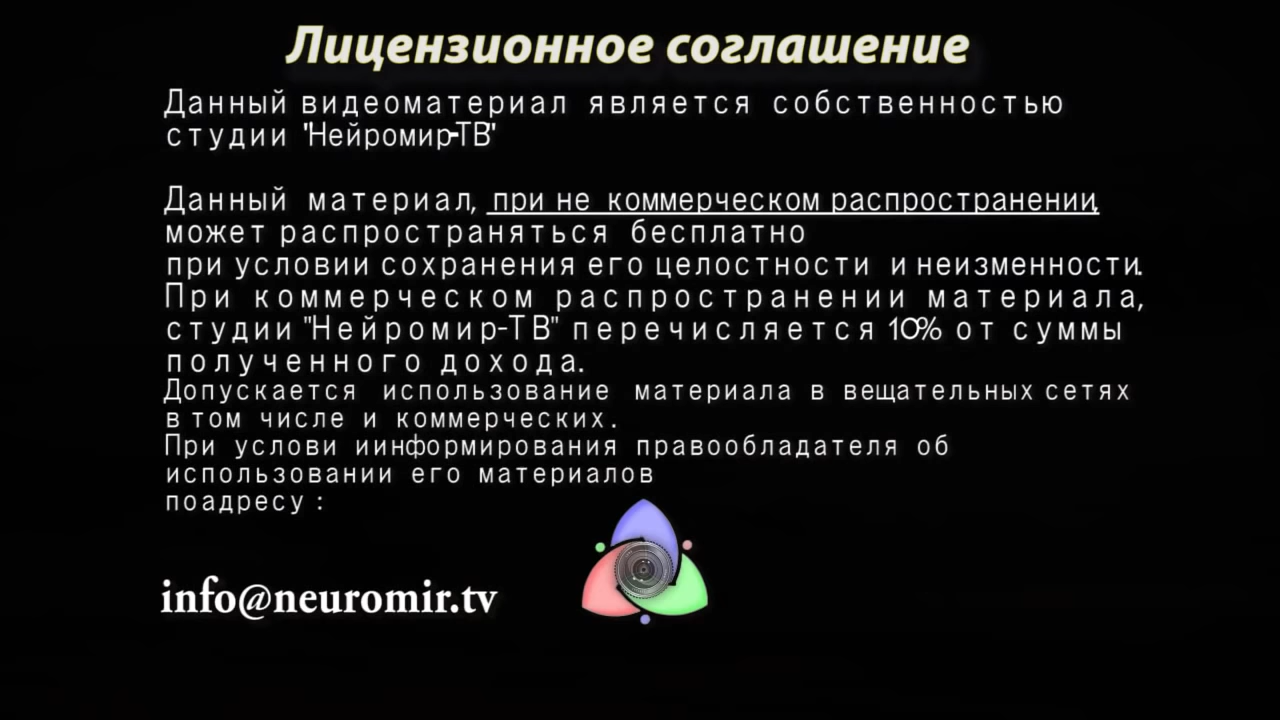 Лицензионное соглашение
Данный видеоматериал является собственностью
студии "Нейромир-ТВ"
Данный материал, при не коммерческом распространении,
может распространяться бесплатно
при условии сохранения его целостности и неизменности.
При коммерческом распространении материала,
студии "Нейромир-ТВ" перечисляется 10% от суммы
полученного дохода.
Допускается использование материала в вещательных сетях
в том числе и коммерческих.
При услови иинформирования правообладателя об
использовании его материалов
поадресу :
info@neuromir.tv